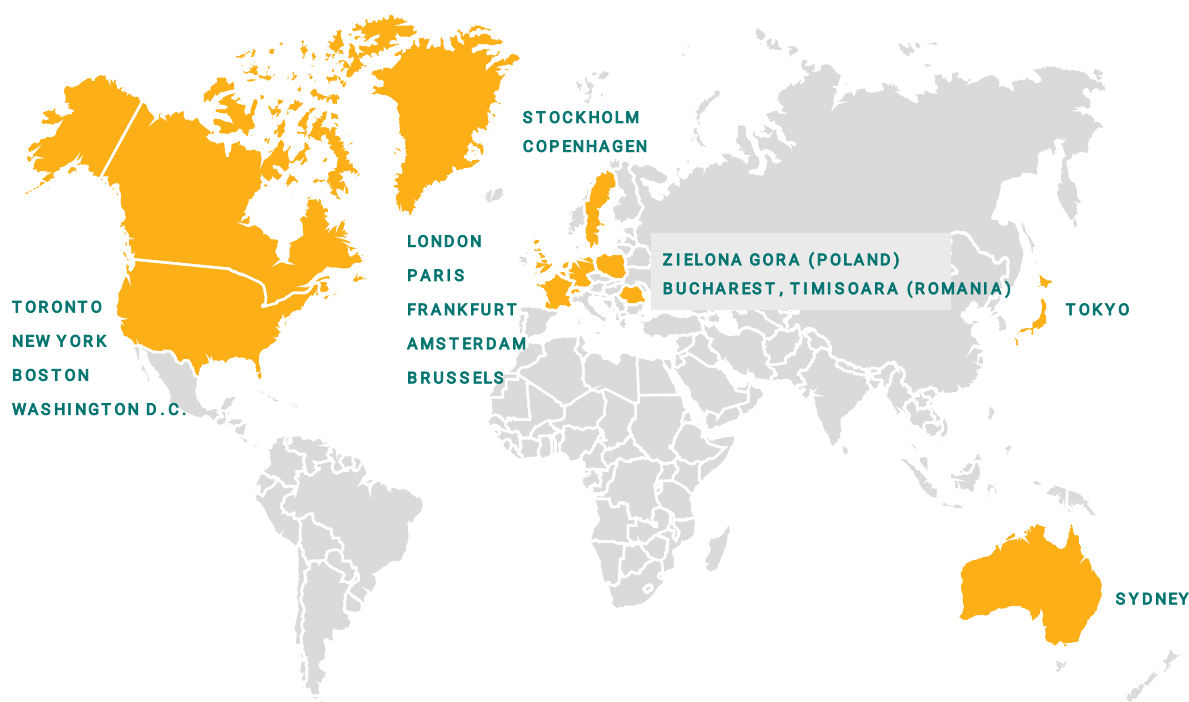 STOCKHOLM
COPENHAGEN
LONDON
PARIS
FRANKFURT
AMSTERDAM
BRUSSELS
ZIELONA GORA (POLAND)
BUCHAREST, TIMISOARA (ROMANIA)
TORONTO
NEW YORK
BOSTON
WASHINGTON D.C.
TOKYO
SYDNEY